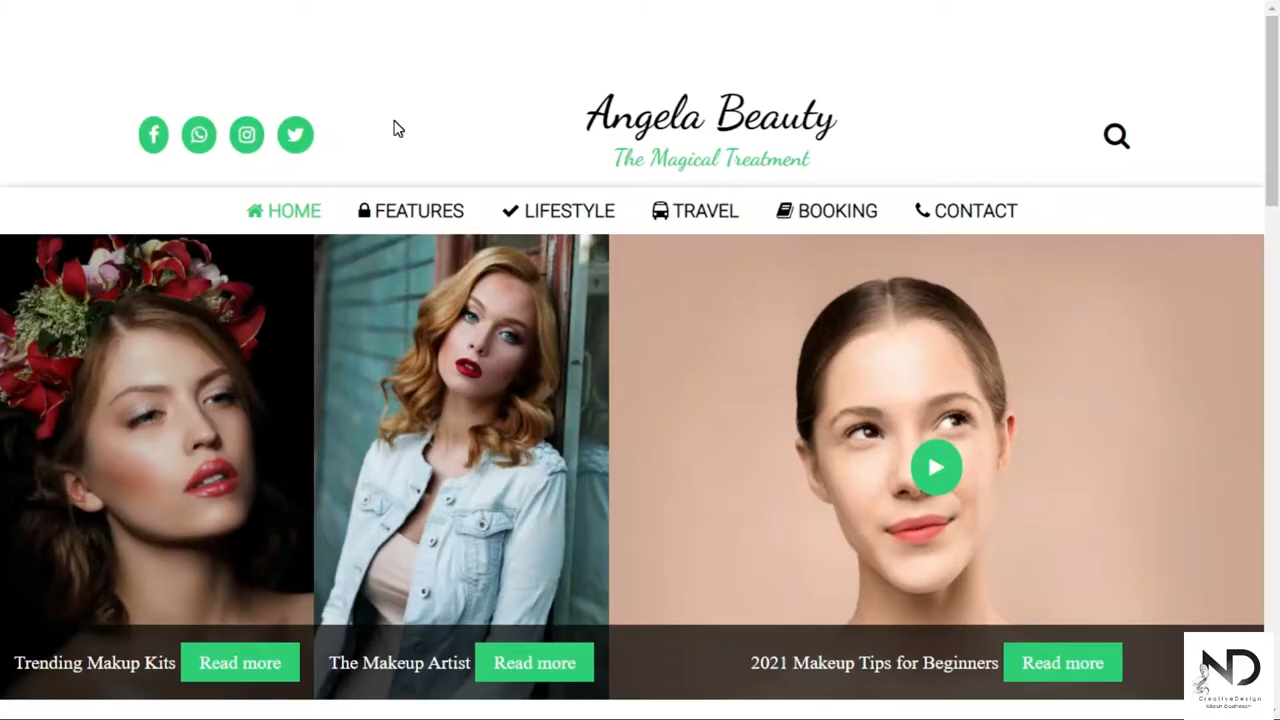 Angela Beauty
The Magical Treatment
HOME FEATURES LIFESTYLE TRAVEL BOOKING CONTACT
Trending Makup Kits Read more
The Makeup Artist Read more
2021 Makeup Tips for Beginners Read more
ND
CreativeDesign